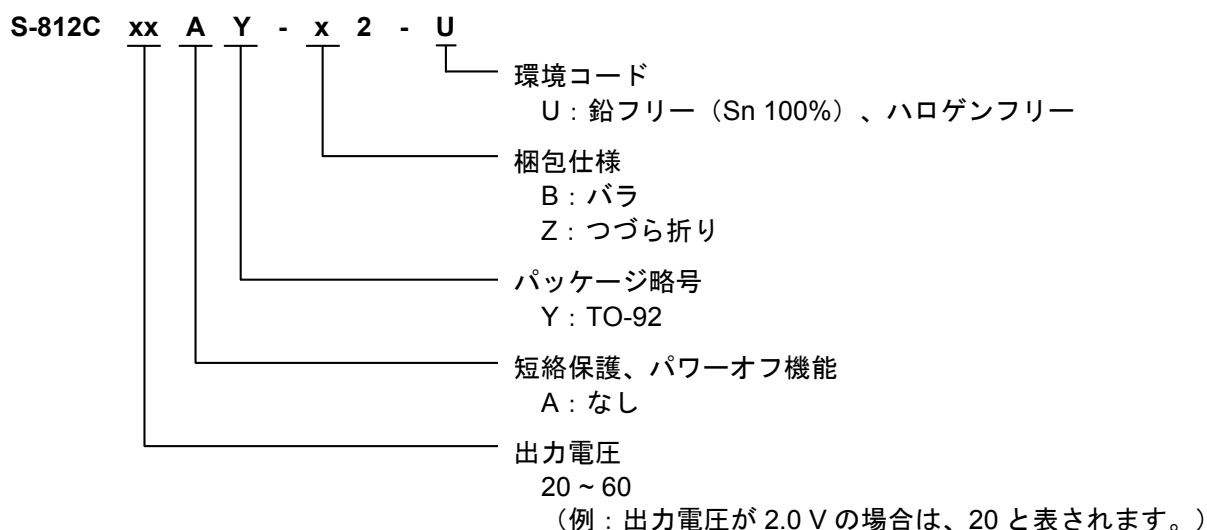 S-812C xx A Y - x 2 - U
環境コード
U：鉛フリー（Sn 100%）、ハロゲンフリー
梱包仕様
B：バラ
Z：つづら折り
パッケージ略号
Y：TO-92
短絡保護、パワーオフ機能
A：なし
出力電圧
20 ~ 60
（例：出力電圧が 2.0 V の場合は、20 と表されます。）